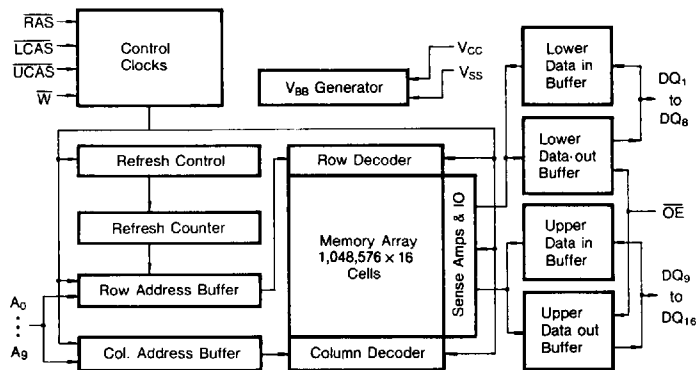 RAS
LCAS
UCAS
W
Control
Clocks
VBB Generator
VCC
VSS
Lower
Data in
Buffer
DQ1
to
DQ8
Lower
Data-out
Buffer
OE
Upper
Data in
Buffer
DQ9
to
DQ16
Upper
Data out
Buffer
Refresh Control
Refresh Counter
Row Address Buffer
Col. Address Buffer
A0
A9
Row Decoder
Memory Array
1,048,576 × 16
Cells
Sense Amps & IO
Column Decoder